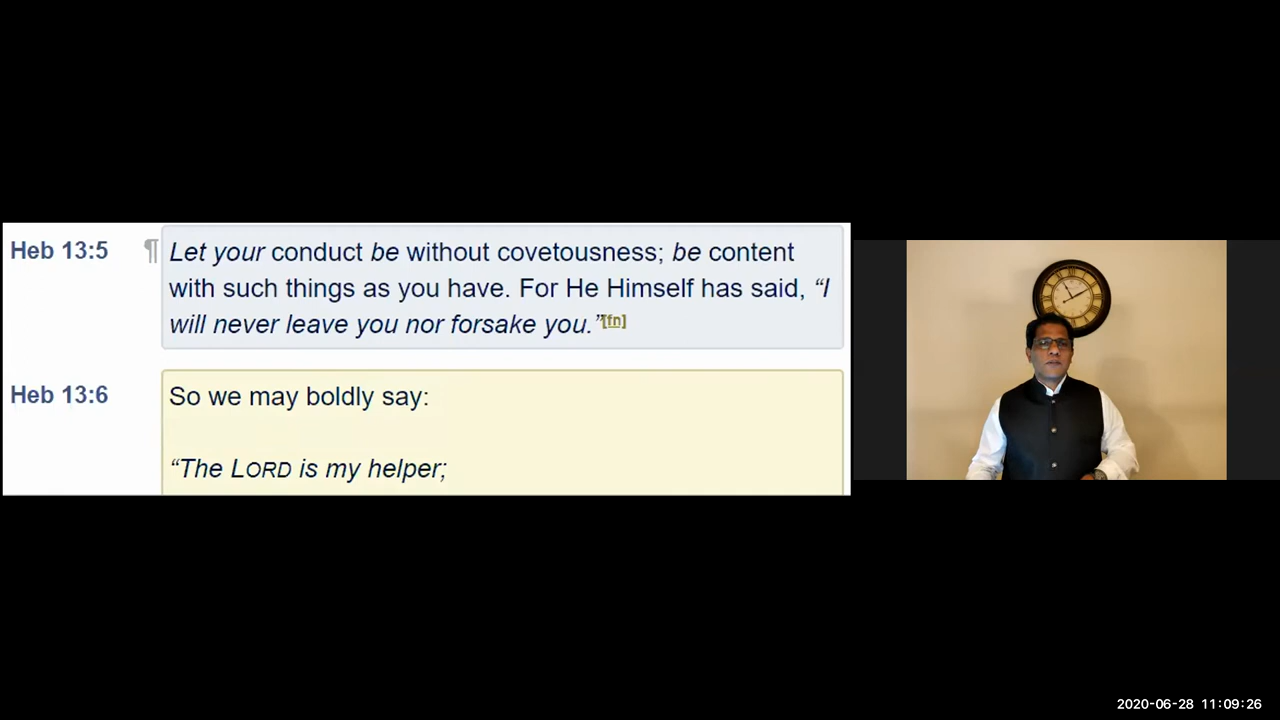 Heb 13:5 ¶ Let your conduct be without covetousness; be content
with such things as you have. For He Himself has said, “I
will never leave you nor forsake you.”[fn]
Heb 13:6 So we may boldly say:
“The LORD is my helper;
2020-06-28 11:09:26